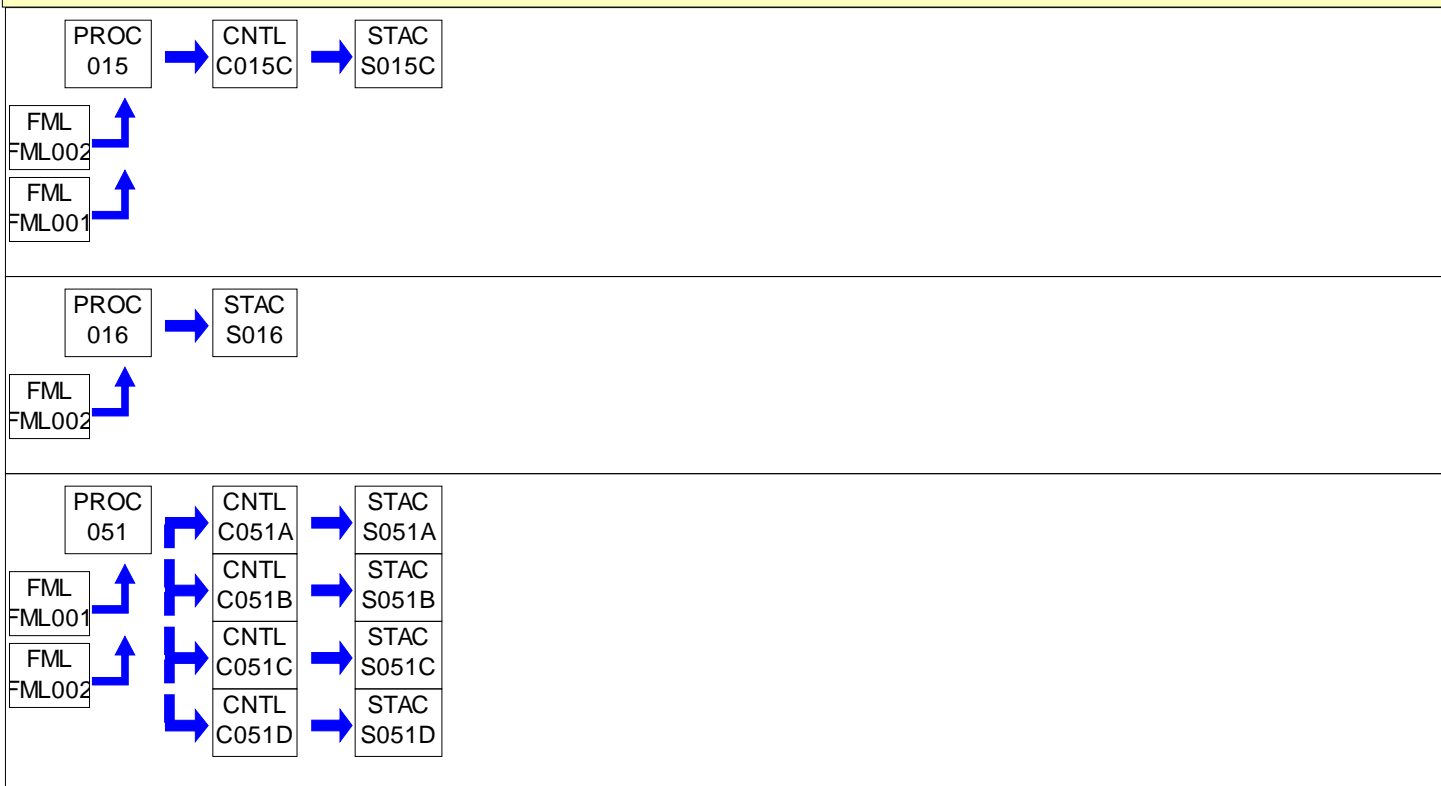 PROC
015
CNTL
C015C
STAC
S015C
FML
FML002
FML
FML001
PROC
016
STAC
S016
FML
FML002
PROC
051
CNTL
C051A
STAC
S051A
FML
FML001
CNTL
C051B
STAC
S051B
FML
FML002
CNTL
C051C
STAC
S051C
CNTL
C051D
STAC
S051D